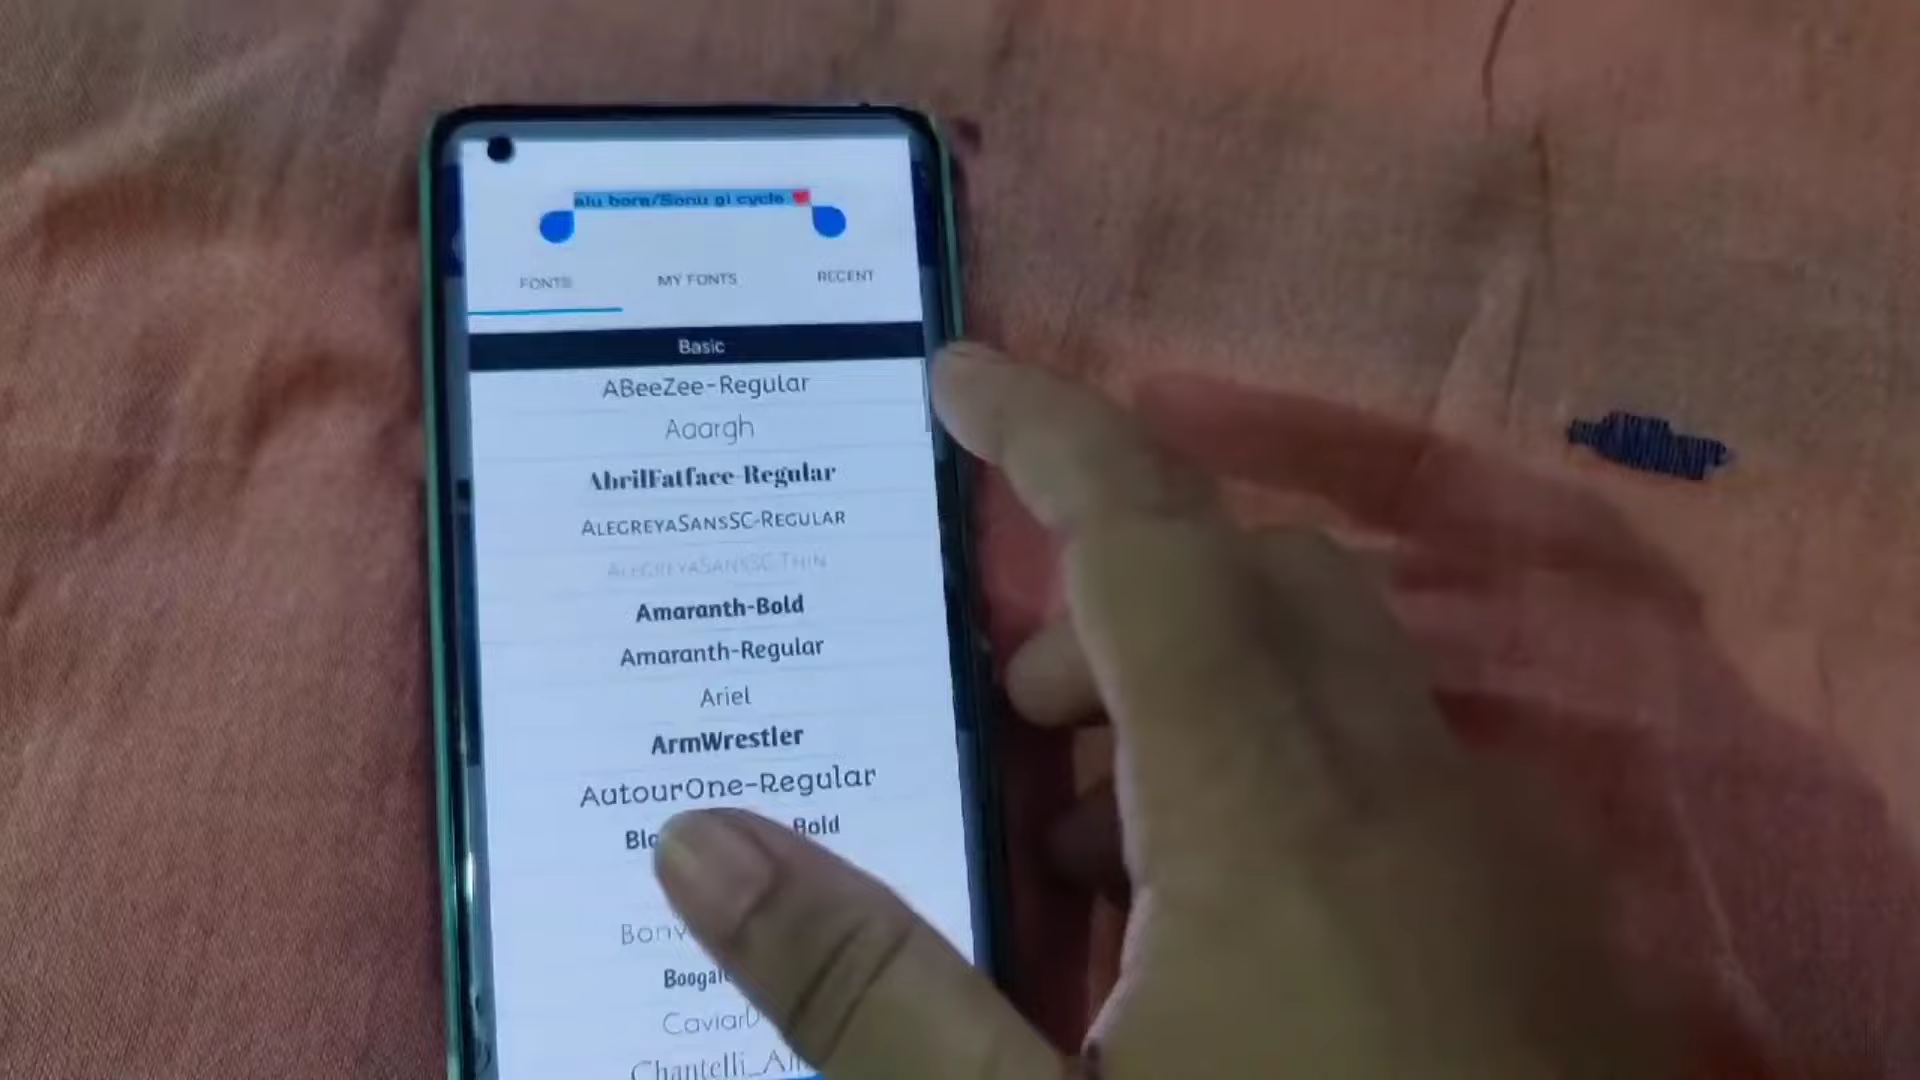 alu bora/Sonu gi cycle
FONTS
MY FONTS
RECENT
Basic
ABeeZee-Regular
Aaargh
AbrilFatface-Regular
AlegreyaSansSC-Regular
AlegreyaSansSC-Thin
Amaranth-Bold
Amaranth-Regular
Ariel
ArmWrestler
AutourOne-Regular
Bold